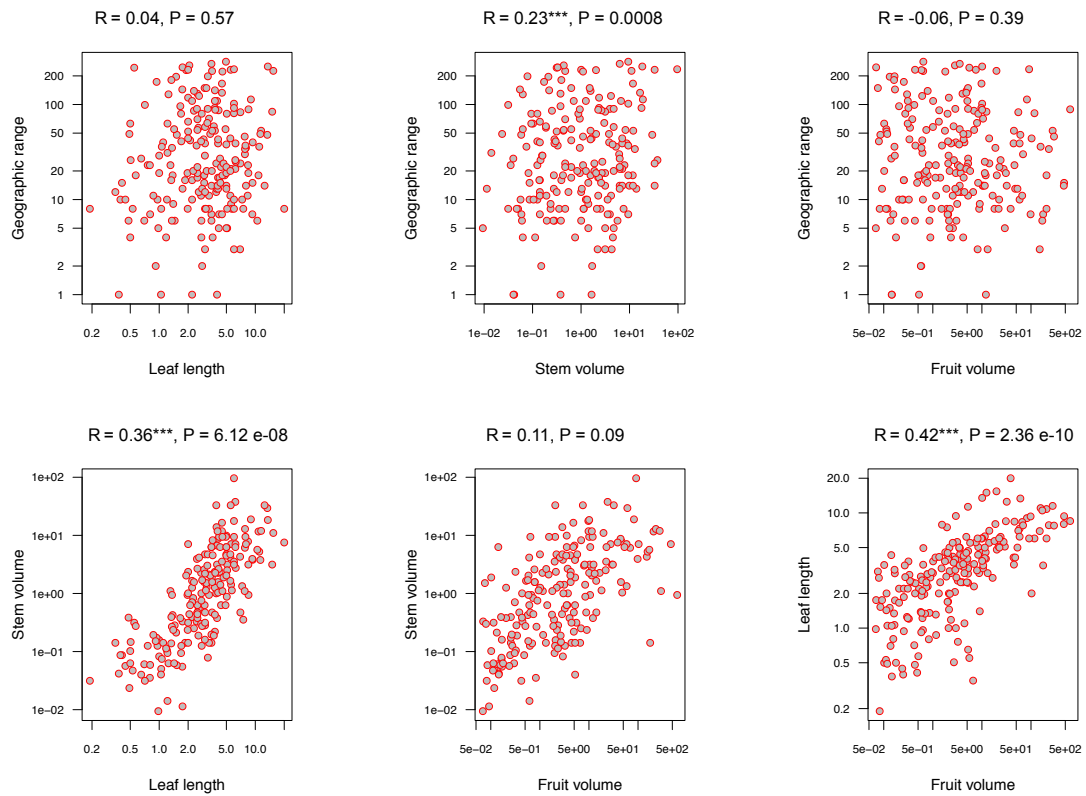 R = 0.04, P = 0.57
R = 0.23***, P = 0.0008
R = -0.06, P = 0.39
Geographic range
200
100
50
20
10
5
2
1
0.2 0.5 1.0 2.0 5.0 10.0
Leaf length
Geographic range
200
100
50
20
10
5
2
1
1e−02 1e−01 1e+00 1e+01 1e+02
Stem volume
Geographic range
200
100
50
20
10
5
2
1
5e−02 5e−01 5e+00 5e+01 5e+02
Fruit volume
R = 0.36***, P = 6.12 e-08
R = 0.11, P = 0.09
R = 0.42***, P = 2.36 e-10
Stem volume
1e+02
1e+01
1e+00
1e−01
1e−02
0.2 0.5 1.0 2.0 5.0 10.0
Leaf length
Stem volume
1e+02
1e+01
1e+00
1e−01
1e−02
5e−02 5e−01 5e+00 5e+01 5e+02
Fruit volume
Leaf length
20.0
10.0
5.0
2.0
1.0
0.5
0.2
5e−02 5e−01 5e+00 5e+01 5e+02
Fruit volume